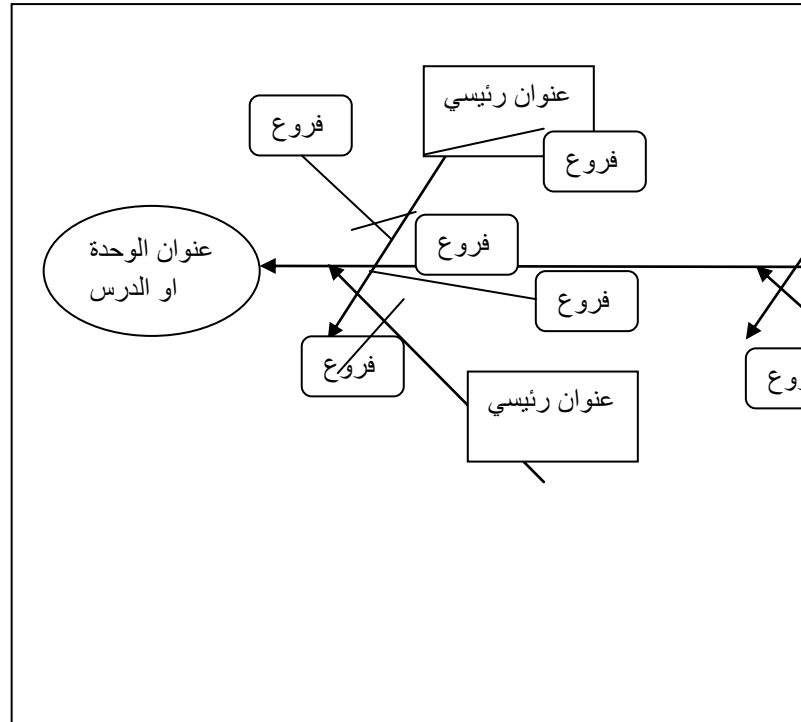 عنوان رئيسي
فروع
فروع
فروع
عنوان الوحدة
او الدرس
فروع
فروع
عنوان رئيسي